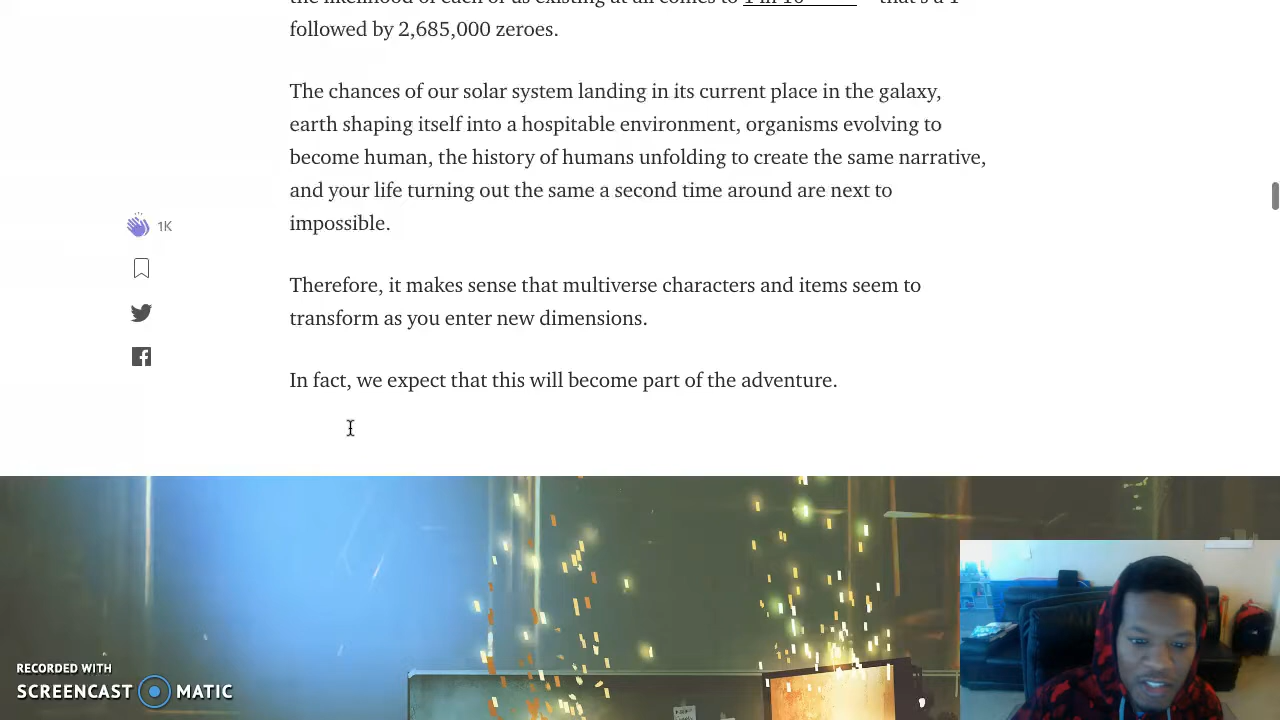 the likelihood of each of us existing at all comes to 1 in 10 that's a 1
followed by 2,685,000 zeroes.
The chances of our solar system landing in its current place in the galaxy,
earth shaping itself into a hospitable environment, organisms evolving to
become human, the history of humans unfolding to create the same narrative,
and your life turning out the same a second time around are next to
impossible.
1K
Therefore, it makes sense that multiverse characters and items seem to
transform as you enter new dimensions.
In fact, we expect that this will become part of the adventure.
RECORDED WITH
SCREENCAST MATIC